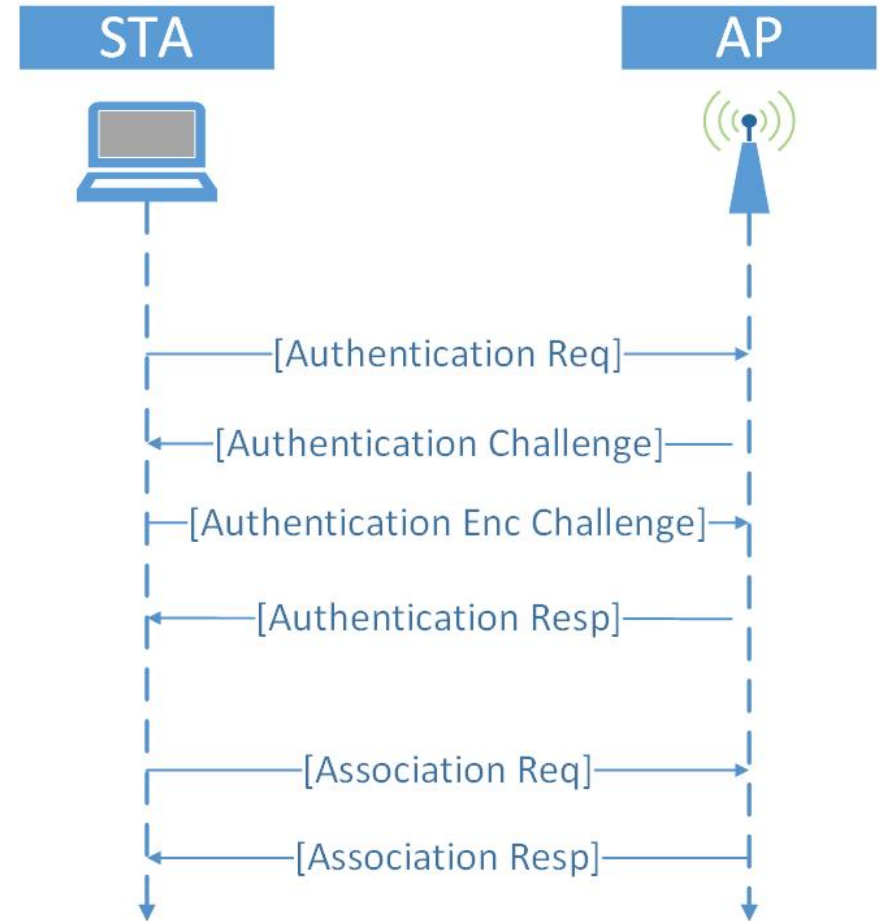 STA
AP
[Authentication Req]
[Authentication Challenge]
[Authentication Enc Challenge]
[Authentication Resp]
[Association Req]
[Association Resp]